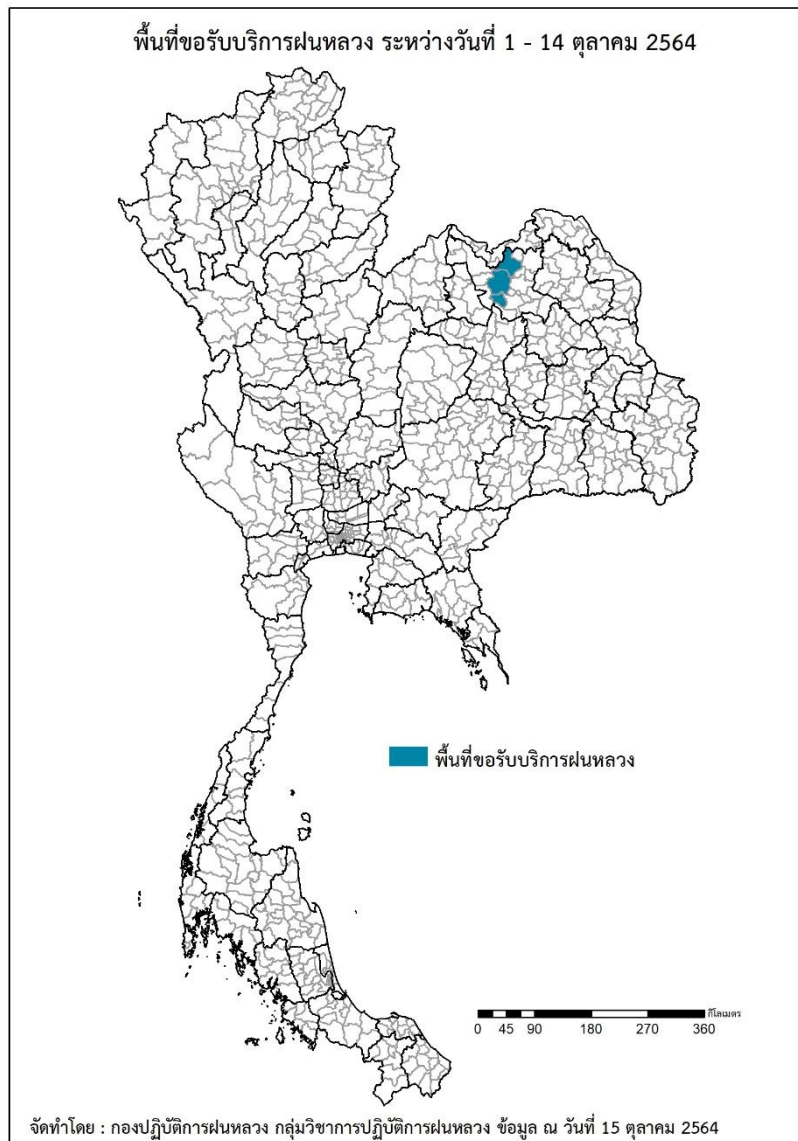 พื้นที่ขอรับบริการฝนหลวง ระหว่างวันที่ 1 - 14 ตุลาคม 2564
พื้นที่ขอรับบริการฝนหลวง
กิโลเมตร
0 45 90 180 270 360
จัดทำโดย : กองปฏิบัติการฝนหลวง กลุ่มวิชาการปฏิบัติการฝนหลวง ข้อมูล ณ วันที่ 15 ตุลาคม 2564